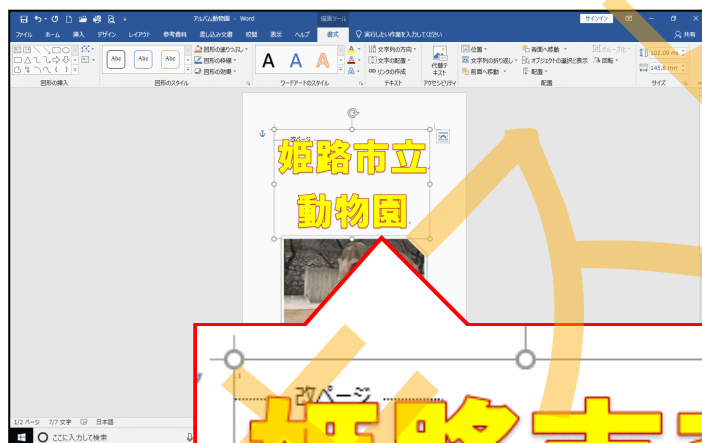 アルバム動物園 - Word
描画ツール
サインイン
ファイル ホーム 挿入 デザイン レイアウト 参考資料 差し込み文書 校閲 表示 ヘルプ 書式 実行したい作業を入力してください 共有
Abc Abc Abc
図形の塗りつぶし
図形の枠線
図形の効果
A A A
文字列の方向
文字の配置
リンクの作成
代替テキスト
位置
文字列の折り返し
前面へ移動
背面へ移動
オブジェクトの選択と表示
配置
グループ化
回転
102.09 mm
145.8 mm
図形の挿入 図形のスタイル ワードアートのスタイル テキスト アクセシビリティ 配置 サイズ
改ページ
姫路市立
動物園
改ページ
姫路市立
1/2 ページ 7/7 文字 日本語
ここに入力して検索